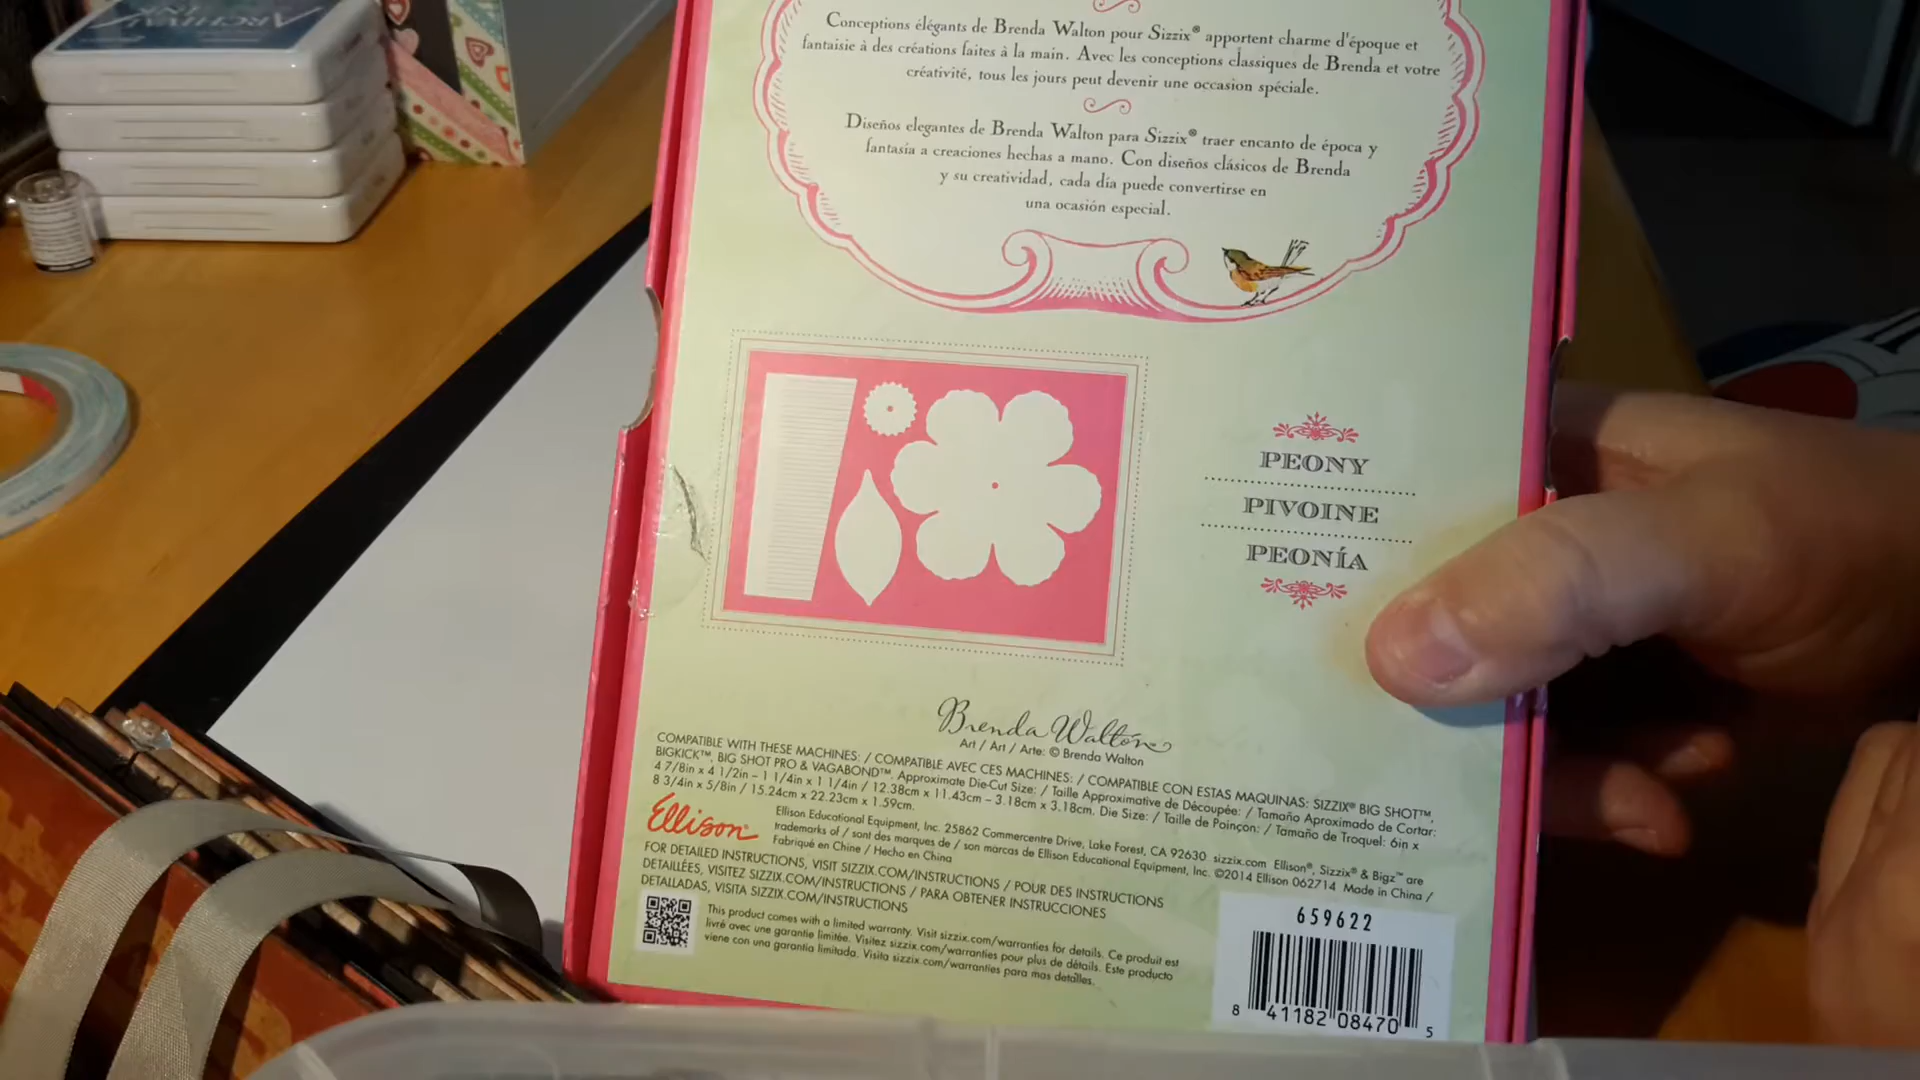 ARCHIVAL
INK
Conceptions élégants de Brenda Walton pour Sizzix® apportent charme d'époque et
fantaisie à des créations faites à la main. Avec les conceptions classiques de Brenda et votre
créativité, tous les jours peut devenir une occasion spéciale.
Diseños elegantes de Brenda Walton para Sizzix® traer encanto de época y
fantasía a creaciones hechas a mano. Con diseños clásicos de Brenda
y su creatividad, cada día puede convertirse en
una ocasión especial.
PEONY
PIVOINE
PEONÍA
Brenda Walton
Art / Art / Arte: © Brenda Walton
COMPATIBLE WITH THESE MACHINES: / COMPATIBLE AVEC CES MACHINES: / COMPATIBLE CON ESTAS MAQUINAS: SIZZIX® BIG SHOT™,
BIGKICK™, BIG SHOT PRO & VAGABOND™. Approximate Die-Cut Size: / Taille Approximative de Découpée: / Tamaño Aproximado de Cortar:
4 7/8in x 4 1/2in – 1 1/4in x 1 1/4in / 12.38cm x 11.43cm – 3.18cm x 3.18cm. Die Size: / Taille de Poinçon: / Tamaño de Troquel: 6in x
8 3/4in x 5/8in / 15.24cm x 22.23cm x 1.59cm.
Ellison®
Ellison Educational Equipment, Inc. 25862 Commercentre Drive, Lake Forest, CA 92630 sizzix.com Ellison®, Sizzix® & Bigz™ are
trademarks of / sont des marques de / son marcas de Ellison Educational Equipment, Inc. ©2014 Ellison 062714 Made in China /
Fabriqué en Chine / Hecho en China
FOR DETAILED INSTRUCTIONS, VISIT SIZZIX.COM/INSTRUCTIONS / POUR DES INSTRUCTIONS
DETAILLÉES, VISITEZ SIZZIX.COM/INSTRUCTIONS / PARA OBTENER INSTRUCCIONES
DETALLADAS, VISITA SIZZIX.COM/INSTRUCTIONS
This product comes with a limited warranty. Visit sizzix.com/warranties for details. Ce produit est
livré avec une garantie limitée. Visitez sizzix.com/warranties pour plus de détails. Este producto
viene con una garantía limitada. Visita sizzix.com/warranties para mas detalles.
659622
8 41182 08470 5